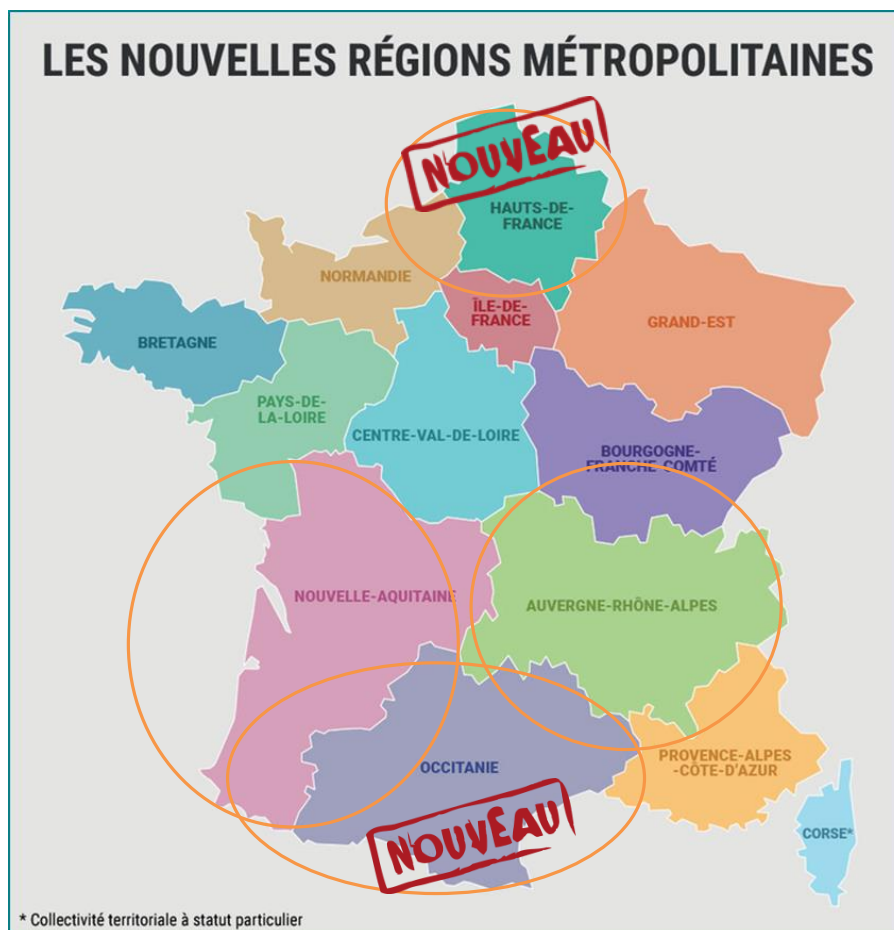 LES NOUVELLES RÉGIONS MÉTROPOLITAINES
NOUVEAU
HAUTS-DE-
FRANCE
NORMANDIE
ÎLE-DE-
FRANCE
GRAND-EST
BRETAGNE
PAYS-DE-
LA-LOIRE
CENTRE-VAL-DE-LOIRE
BOURGOGNE-
FRANCHE-COMTÉ
NOUVELLE-AQUITAINE
AUVERGNE-RHÔNE-ALPES
OCCITANIE
PROVENCE-ALPES
-CÔTE-D'AZUR
NOUVEAU
CORSE*
* Collectivité territoriale à statut particulier